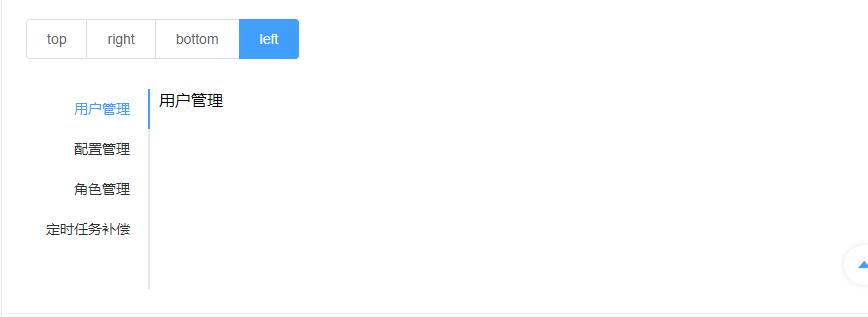 top right bottom left
用户管理 用户管理
配置管理
角色管理
定时任务补偿